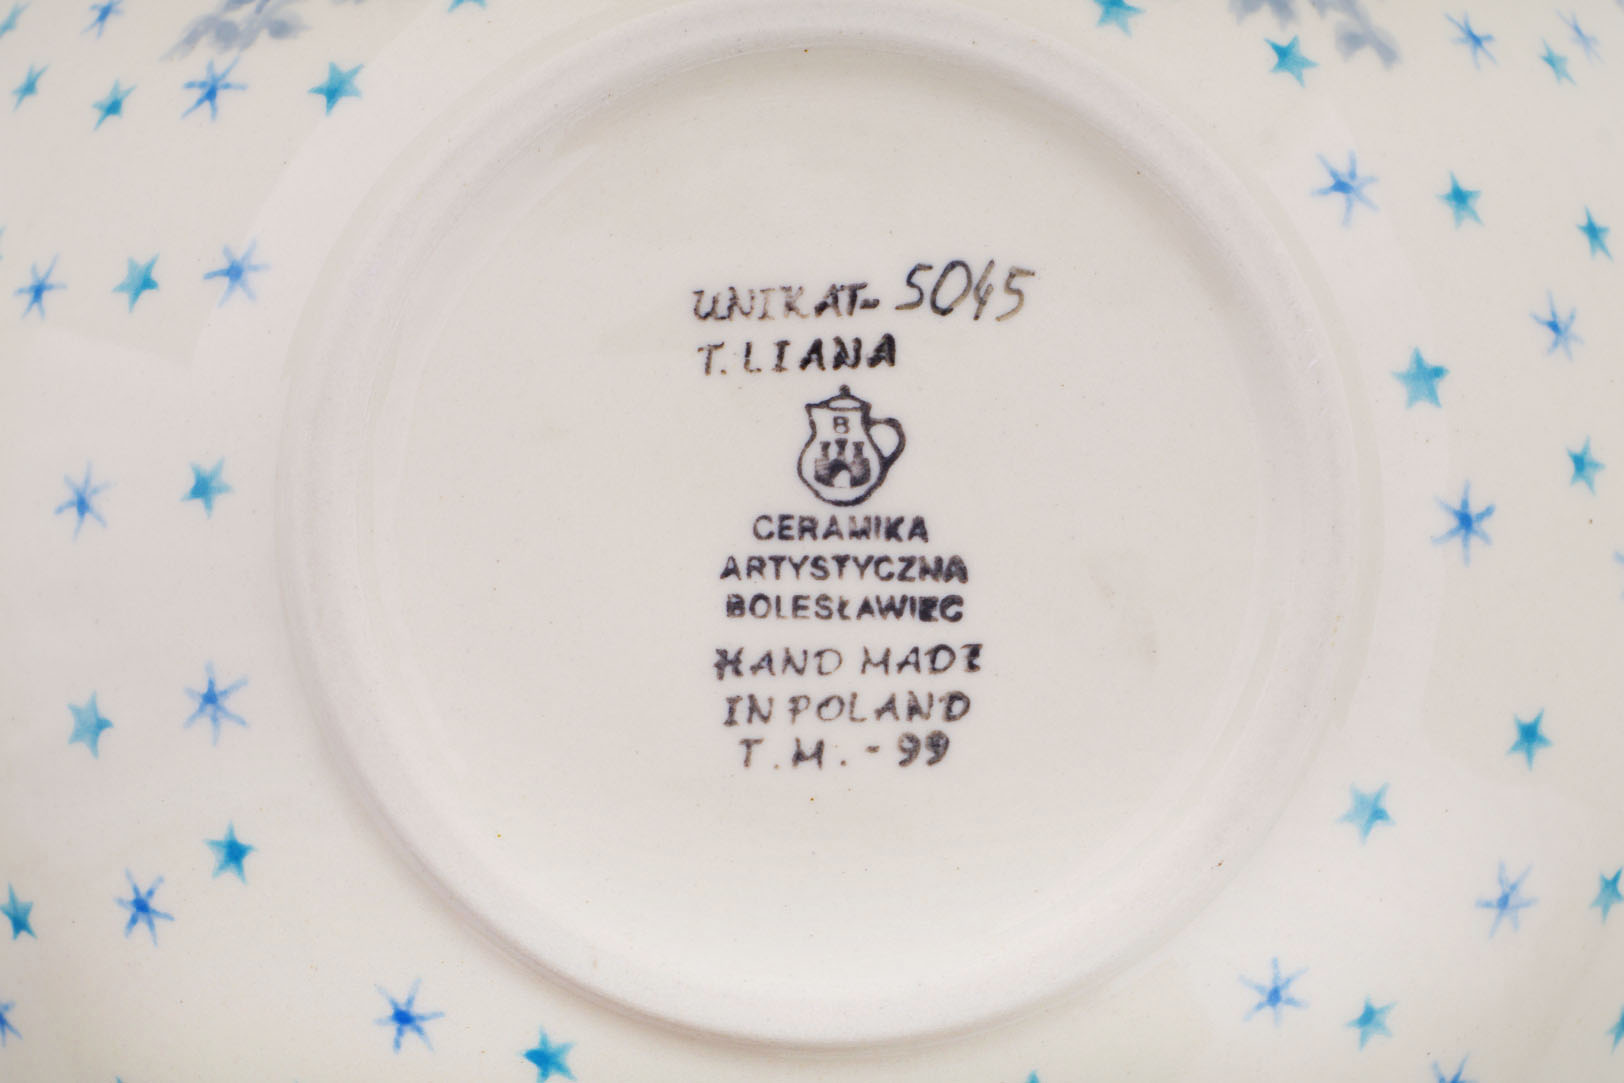 UNIKAT- 5045
T. LIANA
B
CERAMIKA
ARTYSTYCZNA
BOLESŁAWIEC
HAND MADE
IN POLAND
T.M.-99